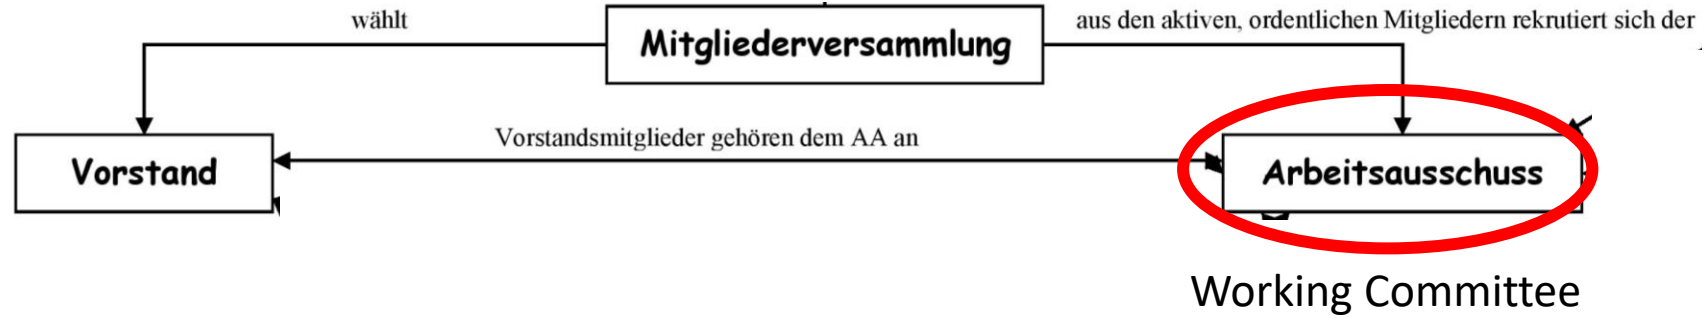 wählt
Mitgliederversammlung
aus den aktiven, ordentlichen Mitgliedern rekrutiert sich der
Vorstandsmitglieder gehören dem AA an
Vorstand
Arbeitsausschuss
Working Committee